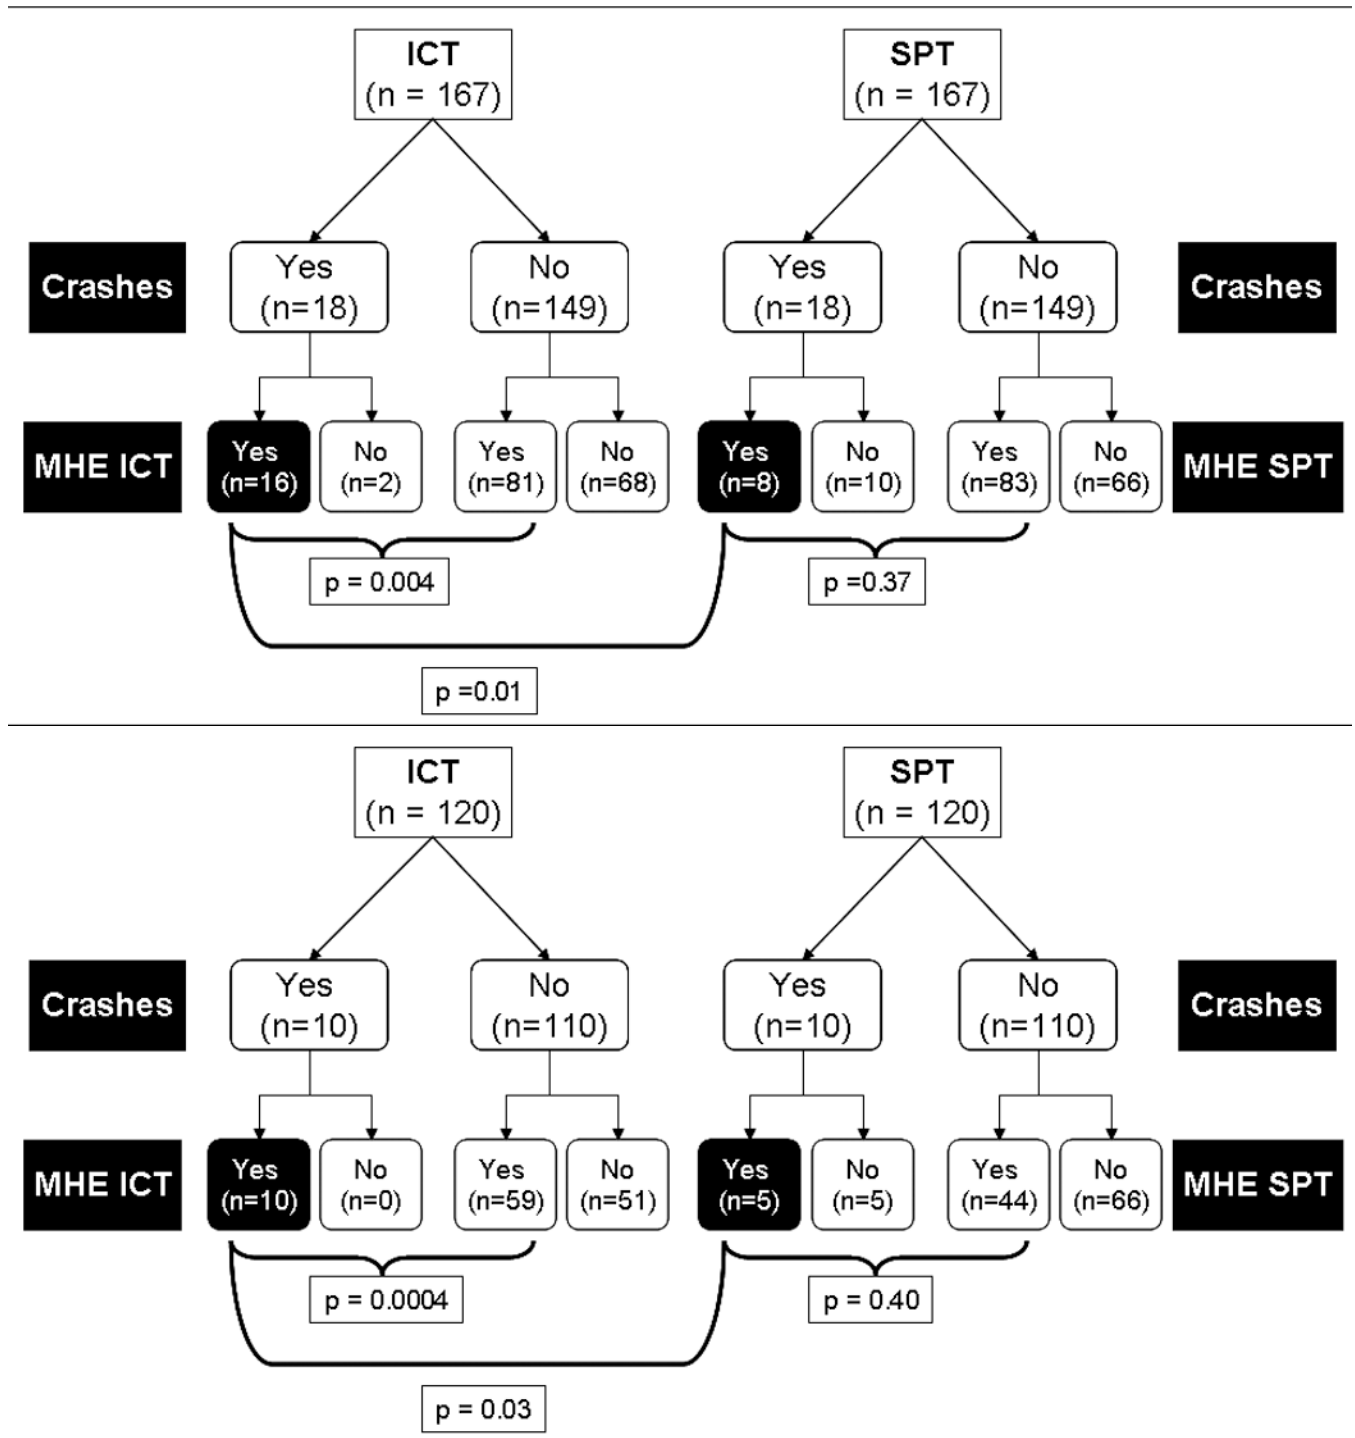 ICT
(n = 167)
SPT
(n = 167)
Crashes
Yes
(n=18)
No
(n=149)
Yes
(n=18)
No
(n=149)
Crashes
MHE ICT
Yes
(n=16)
No
(n=2)
Yes
(n=81)
No
(n=68)
Yes
(n=8)
No
(n=10)
Yes
(n=83)
No
(n=66)
MHE SPT
p = 0.004
p =0.37
p =0.01
ICT
(n = 120)
SPT
(n = 120)
Crashes
Yes
(n=10)
No
(n=110)
Yes
(n=10)
No
(n=110)
Crashes
MHE ICT
Yes
(n=10)
No
(n=0)
Yes
(n=59)
No
(n=51)
Yes
(n=5)
No
(n=5)
Yes
(n=44)
No
(n=66)
MHE SPT
p = 0.0004
p = 0.40
p = 0.03